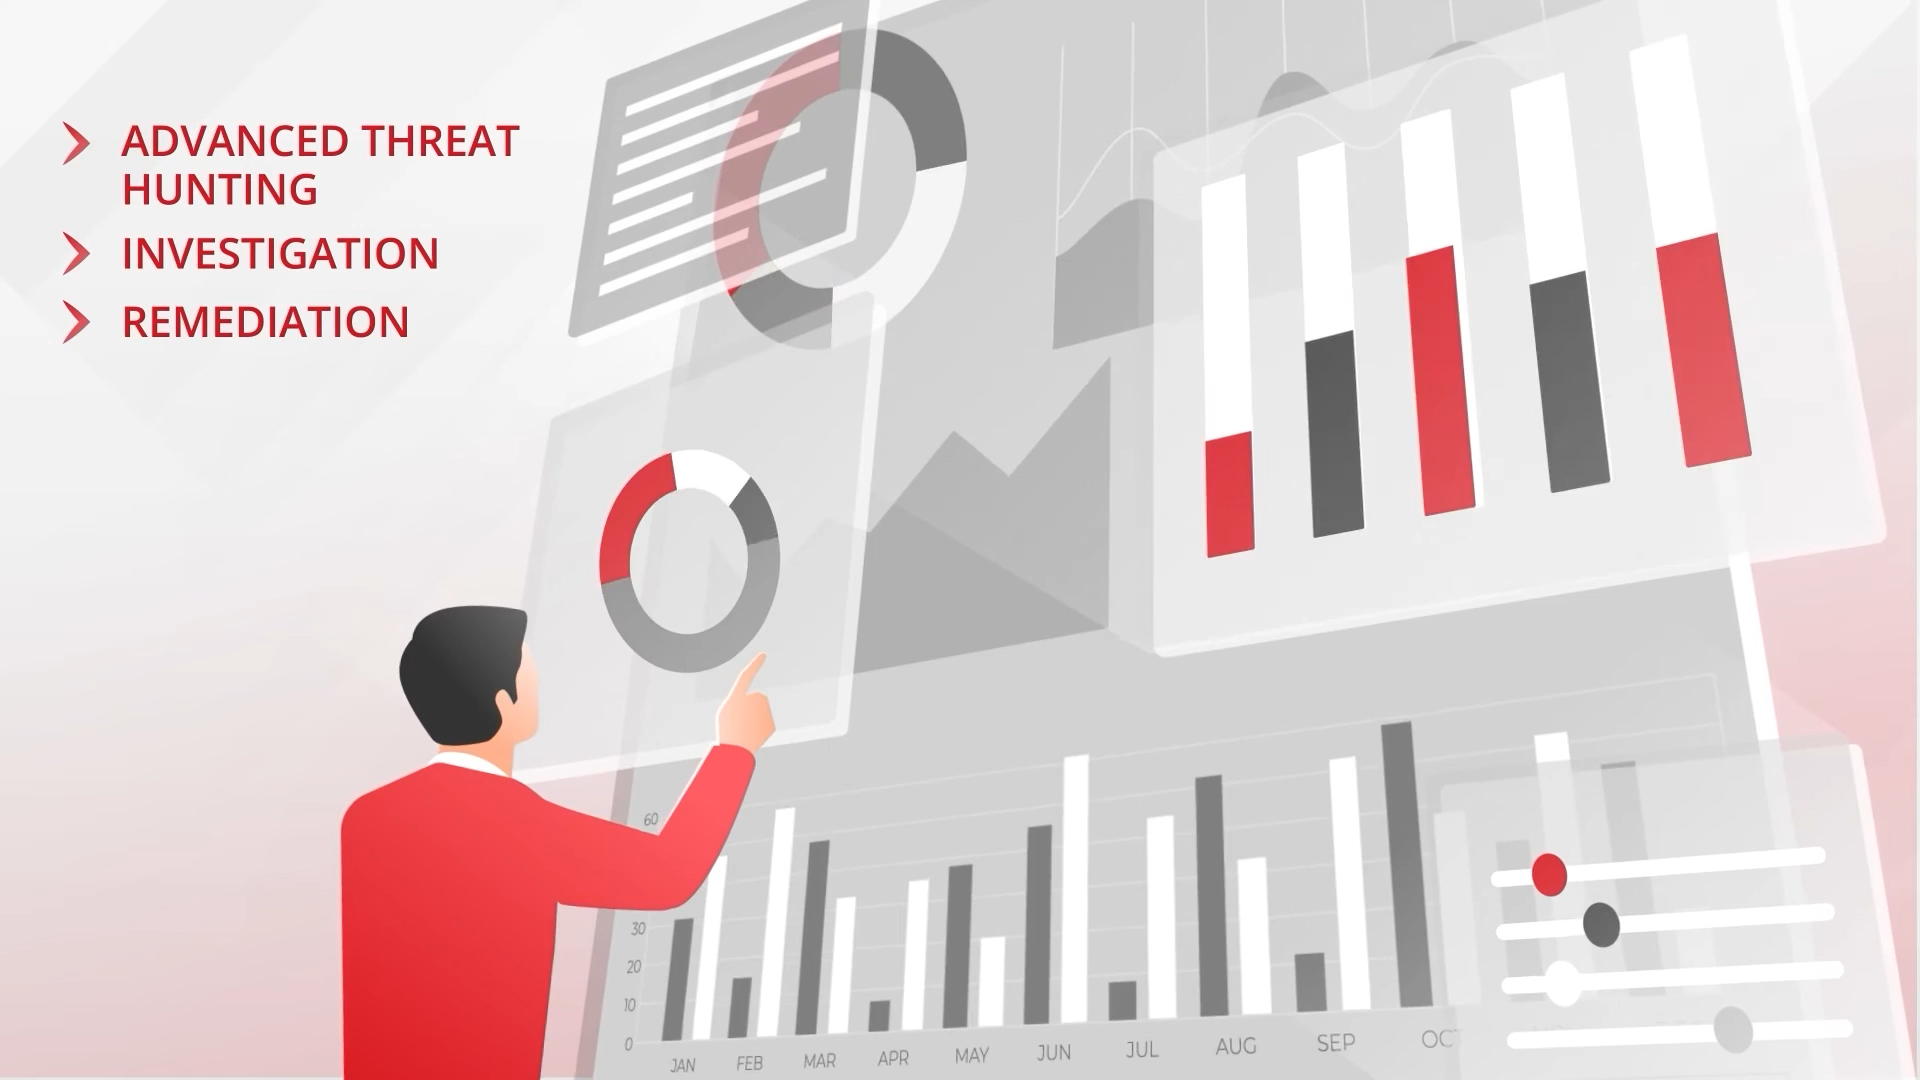 ADVANCED THREAT
HUNTING
INVESTIGATION
REMEDIATION
60
30
20
10
0
JAN FEB MAR APR MAY JUN JUL AUG SEP OCT